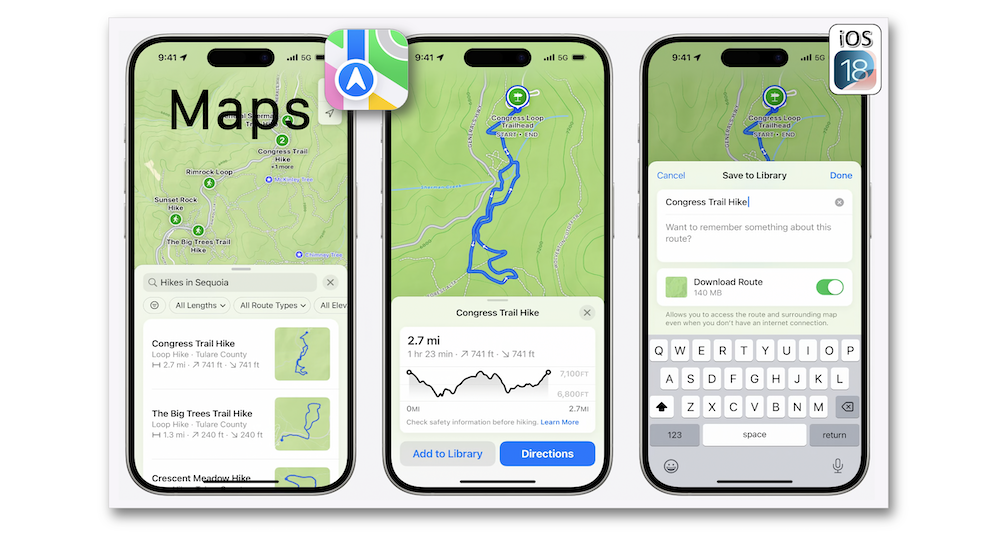 iOS
18
9:41
5G
Maps
Trail
Congress Trail
Hike
+1 more
2
Rimrock Loop
McKinley Tree
Sunset Rock
Hike
The Big Trees Trail
Hike
Chimney Tree
Hikes in Sequoia
All Lengths
All Route Types
All Elev
Congress Trail Hike
Loop Hike · Tulare County
2.7 mi · 741 ft · 741 ft
The Big Trees Trail Hike
Loop Hike · Tulare County
1.3 mi · 240 ft · 240 ft
Crescent Meadow Hike
9:41
5G
Congress Loop
Trailhead
START • END
GENERALS HWY
Congress Trail Hike
2.7 mi
1 hr 23 min · 741 ft · 741 ft
7,100FT
6,800FT
0MI
2.7MI
Check safety information before hiking. Learn More
Add to Library
Directions
9:41
5G
Congress Loop
Trailhead
START • END
Cancel
Save to Library
Done
Congress Trail Hike
Want to remember something about this
route?
Download Route
140 MB
Allows you to access the route and surrounding map
even when you don't have an internet connection.
Q W E R T Y U I O P
A S D F G H J K L
Z X C V B N M
123
space
return